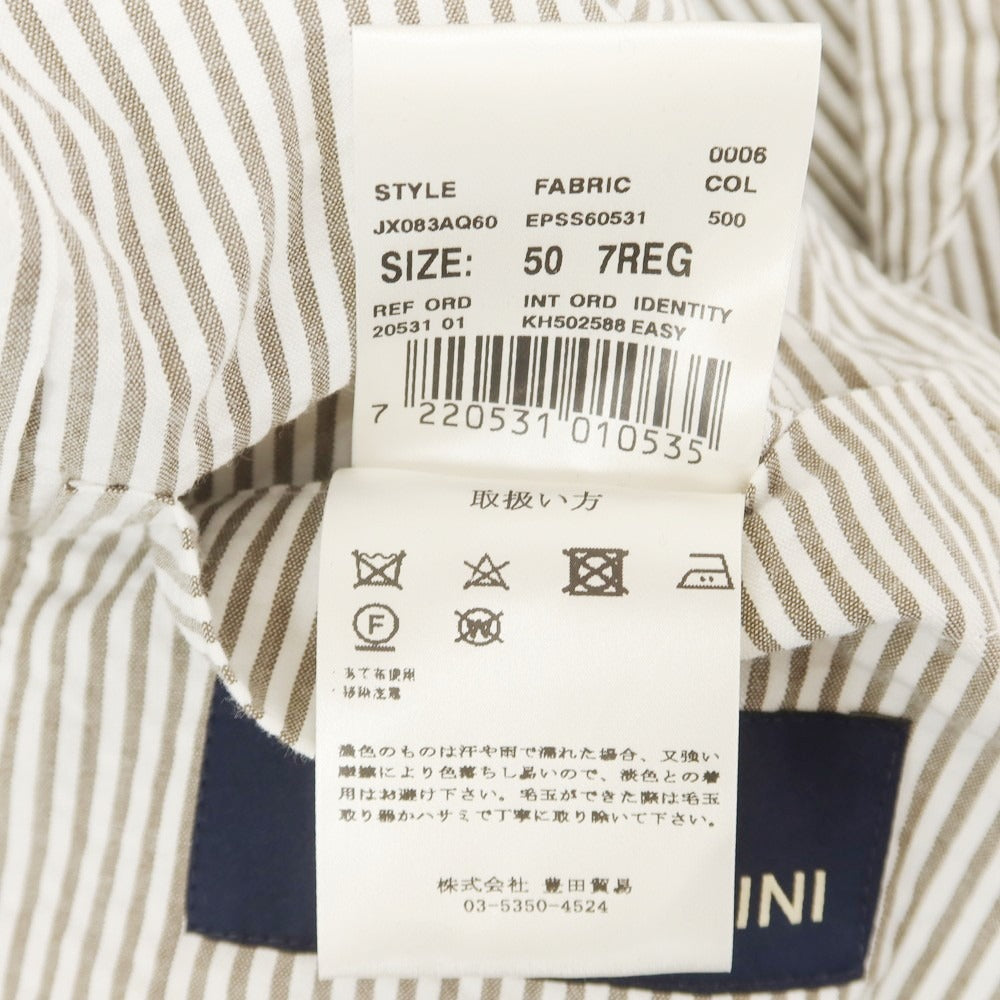 0006
STYLE FABRIC COL
JX083AQ60 EPSS60531 500
SIZE: 50 7REG
REF ORD INT ORD IDENTITY
20531 01 KH502588 EASY
7 220531 010535
取扱い方
F
W
・あて布使用
濃色のものは汗や雨で濡れた場合、又強い
摩擦により色落ちし易いので、淡色との着
用はお避け下さい。毛玉ができた際は毛玉
取り器かハサミで丁寧に取り除いて下さい。
株式会社 豊田貿易
03-5350-4524
INI